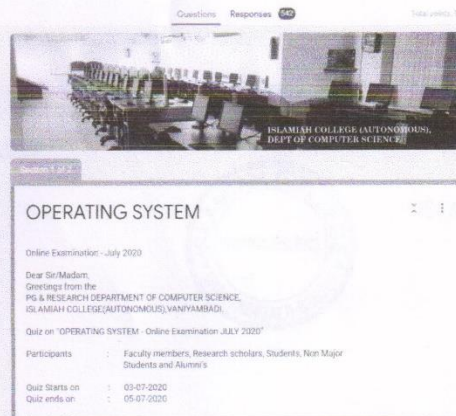 Questions Responses 542
ISLAMIAH COLLEGE (AUTONOMOUS),
DEPT OF COMPUTER SCIENCE
Section 1 of
OPERATING SYSTEM
Online Examination - July 2020
Dear Sir/Madam,
Greetings from the
PG & RESEARCH DEPARTMENT OF COMPUTER SCIENCE,
ISLAMIAH COLLEGE(AUTONOMOUS),VANIYAMBADI.
Quiz on "OPERATING SYSTEM - Online Examination JULY 2020"
Participants : Faculty members, Research scholars, Students, Non Major
Students and Alumni's
Quiz Starts on : 03-07-2020
Quiz ends on : 05-07-2020